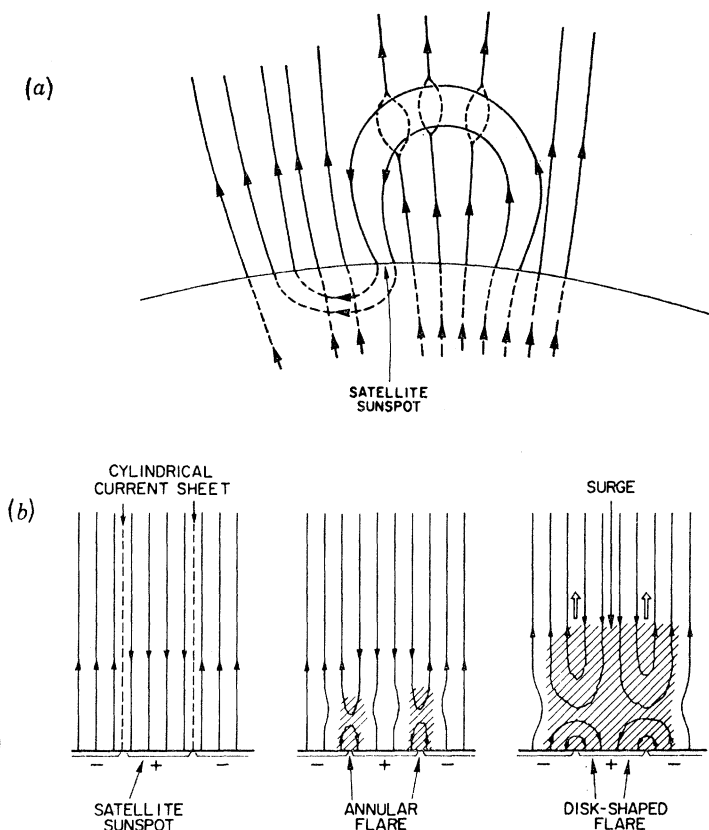 (a)
SATELLITE
SUNSPOT
(b)
CYLINDRICAL
CURRENT SHEET
SURGE
− + −
− + −
− + −
SATELLITE
SUNSPOT
ANNULAR
FLARE
DISK-SHAPED
FLARE